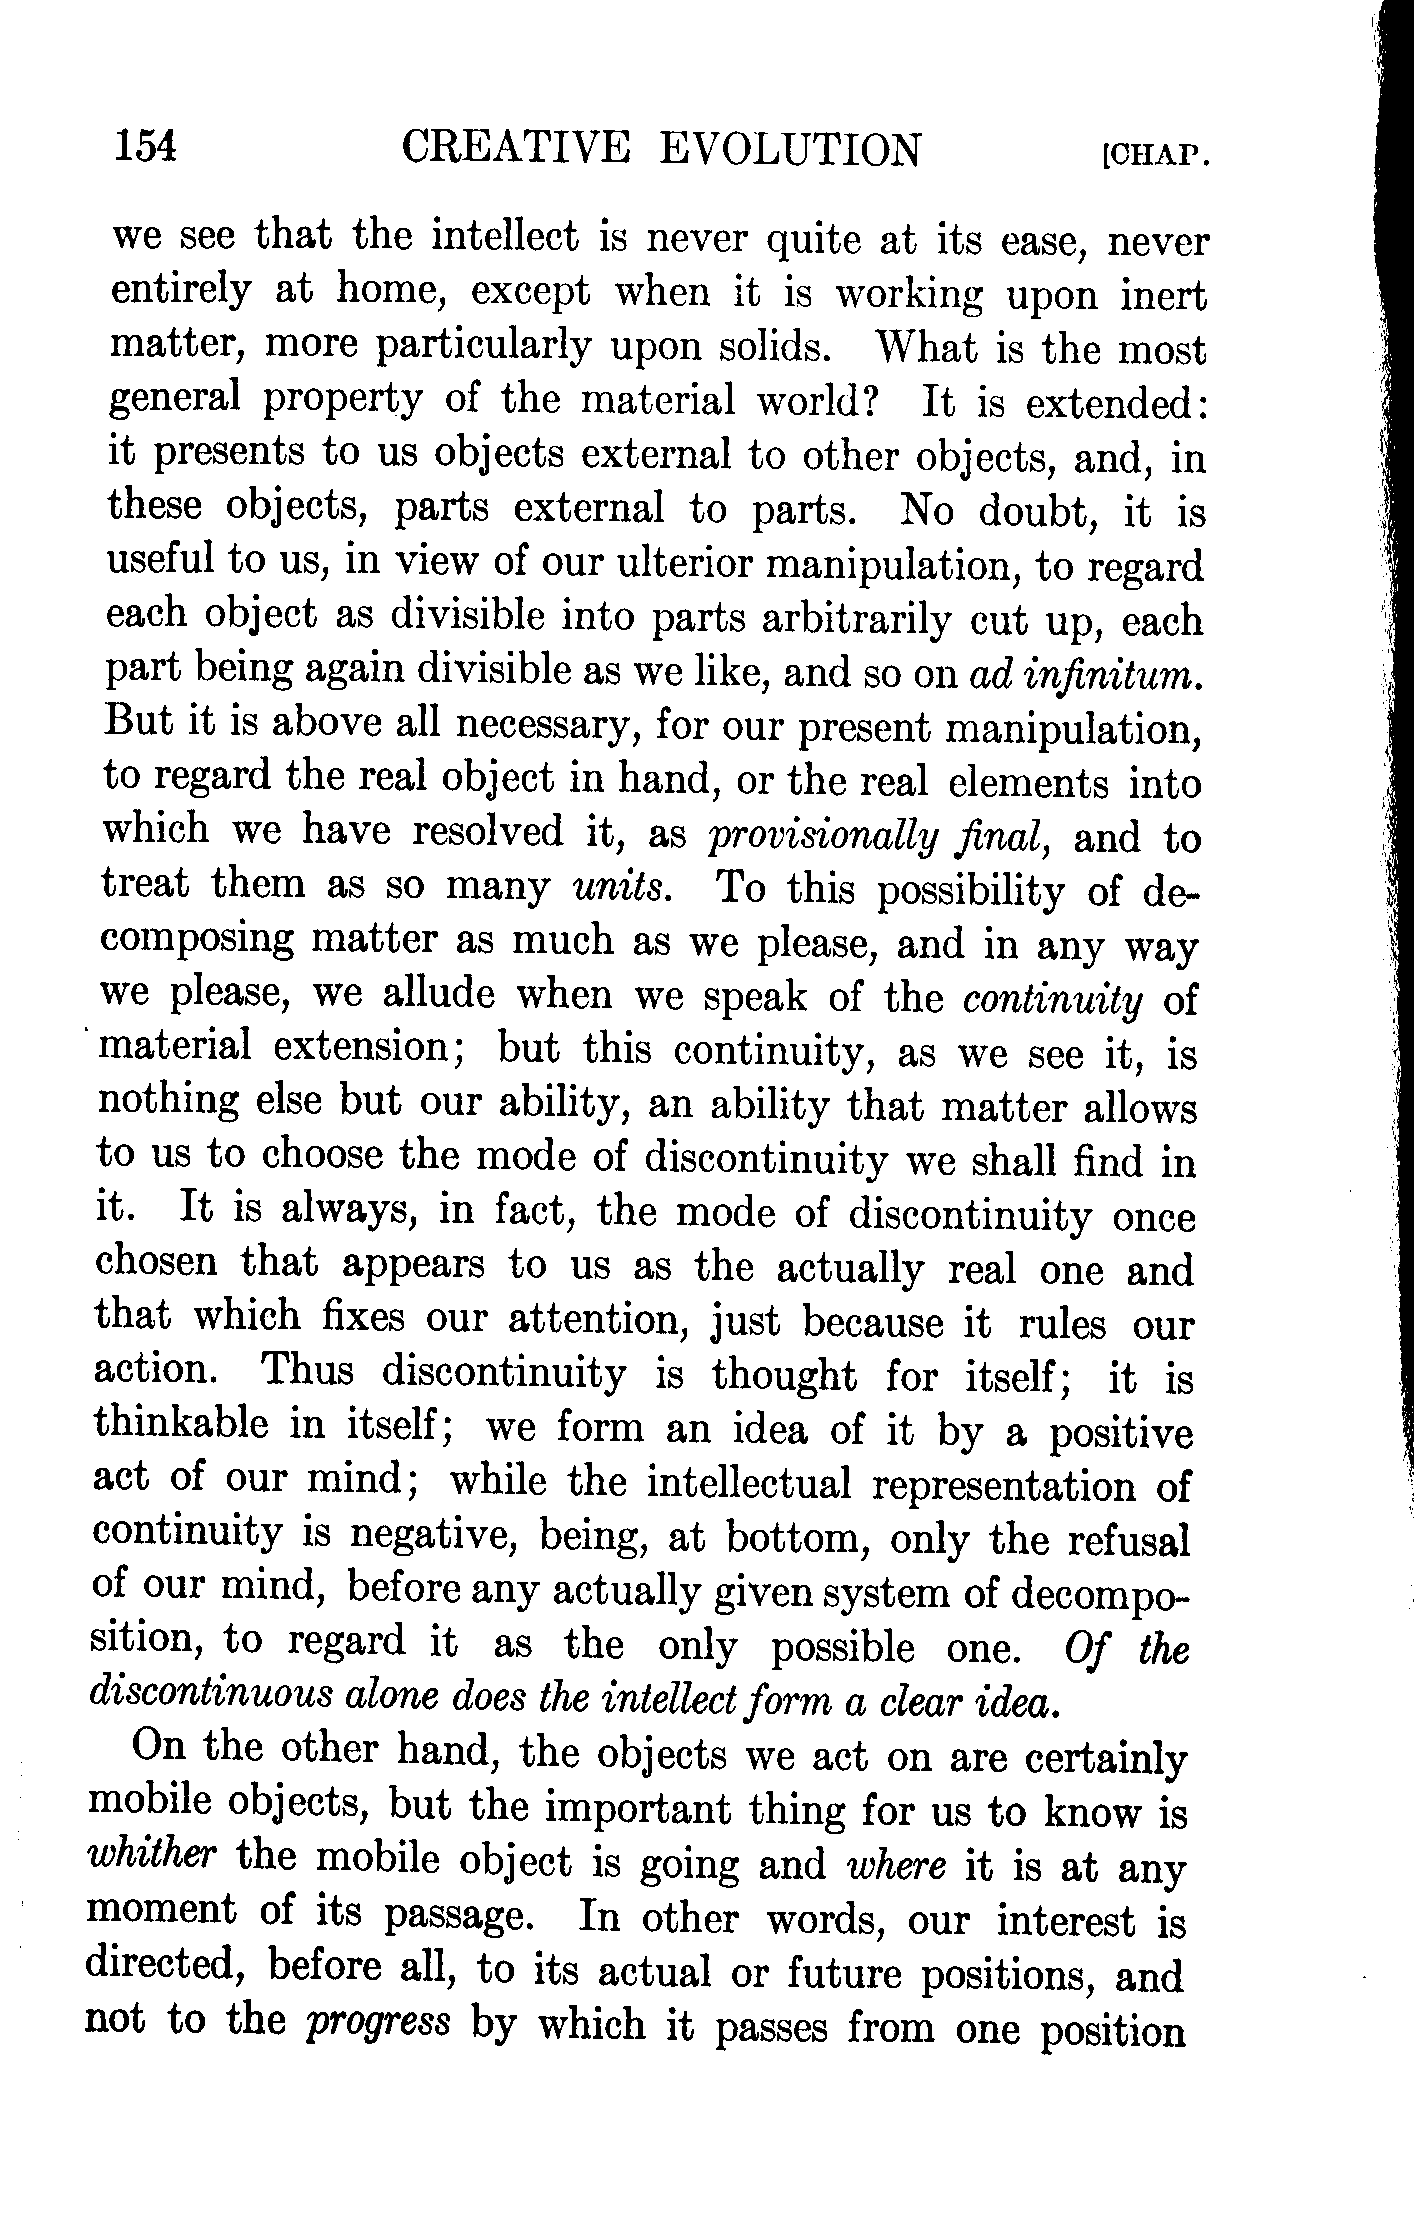 154 CREATIVE EVOLUTION [CHAP.
we see that the intellect is never quite at its ease, never
entirely at home, except when it is working upon inert
matter, more particularly upon solids. What is the most
general property of the material world? It is extended:
it presents to us objects external to other objects, and, in
these objects, parts external to parts. No doubt, it is
useful to us, in view of our ulterior manipulation, to regard
each object as divisible into parts arbitrarily cut up, each
part being again divisible as we like, and so on ad infinitum.
But it is above all necessary, for our present manipulation,
to regard the real object in hand, or the real elements into
which we have resolved it, as provisionally final, and to
treat them as so many units. To this possibility of de-
composing matter as much as we please, and in any way
we please, we allude when we speak of the continuity of
material extension; but this continuity, as we see it, is
nothing else but our ability, an ability that matter allows
to us to choose the mode of discontinuity we shall find in
it. It is always, in fact, the mode of discontinuity once
chosen that appears to us as the actually real one and
that which fixes our attention, just because it rules our
action. Thus discontinuity is thought for itself; it is
thinkable in itself; we form an idea of it by a positive
act of our mind; while the intellectual representation of
continuity is negative, being, at bottom, only the refusal
of our mind, before any actually given system of decompo-
sition, to regard it as the only possible one. Of the
discontinuous alone does the intellect form a clear idea.
On the other hand, the objects we act on are certainly
mobile objects, but the important thing for us to know is
whither the mobile object is going and where it is at any
moment of its passage. In other words, our interest is
directed, before all, to its actual or future positions, and
not to the progress by which it passes from one position